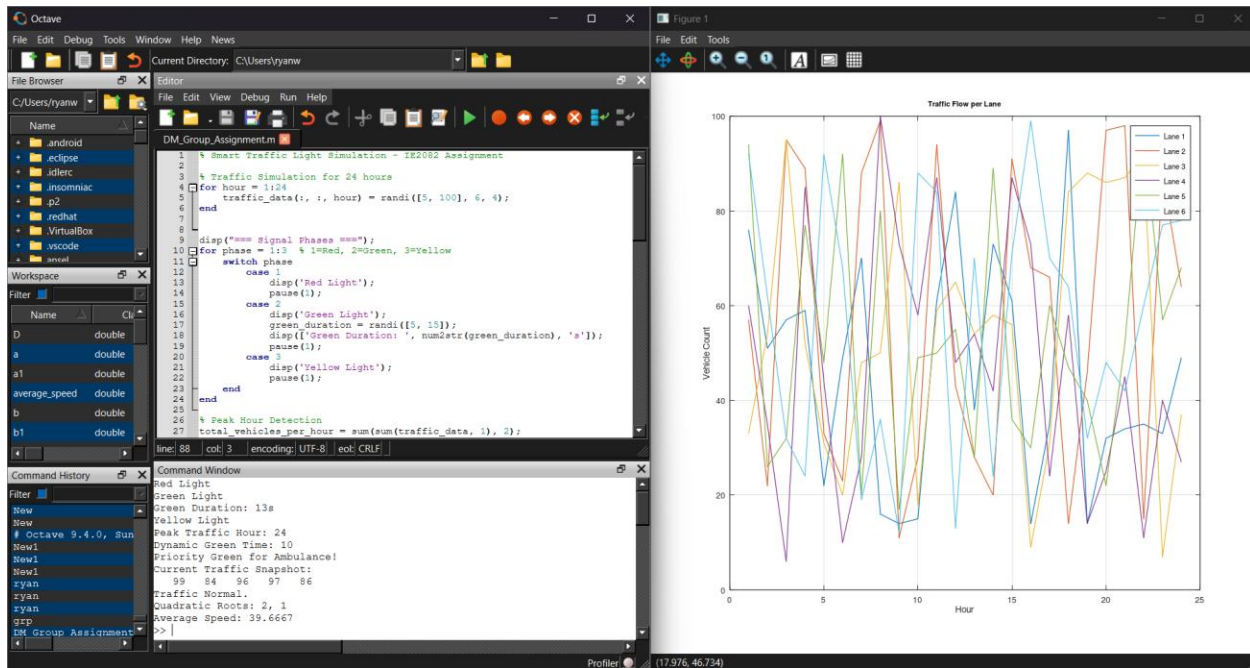 Octave
File Edit Debug Tools Window Help News
Current Directory: C:\Users\ryanw
File Browser
C:/Users/ryanw
Name
.android
.eclipse
.idlerc
.insomniac
.p2
.redhat
.VirtualBox
.vscode
ansel
Workspace
Filter
Name Cla
D double
a double
a1 double
average_speed double
b double
b1 double
Command History
Filter
New
New
# Octave 9.4.0, Sun
New1
New1
New1
ryan
ryan
ryan
grp
DM Group Assignment
Editor
File Edit View Debug Run Help
DM_Group_Assignment.m
1 % Smart Traffic Light Simulation - IE2082 Assignment
2
3 % Traffic Simulation for 24 hours
4 for hour = 1:24
5 traffic_data(:, :, hour) = randi([5, 100], 6, 4);
6 end
7
8
9 disp("=== Signal Phases ===");
10 for phase = 1:3 % 1=Red, 2=Green, 3=Yellow
11 switch phase
12 case 1
13 disp('Red Light');
14 pause(1);
15 case 2
16 disp('Green Light');
17 green_duration = randi([5, 15]);
18 disp(['Green Duration: ', num2str(green_duration), 's']);
19 pause(1);
20 case 3
21 disp('Yellow Light');
22 pause(1);
23 end
24 end
25
26 % Peak Hour Detection
27 total_vehicles_per_hour = sum(sum(traffic_data, 1), 2);
line: 88 col: 3 encoding: UTF-8 eol: CRLF
Command Window
Red Light
Green Light
Green Duration: 13s
Yellow Light
Peak Traffic Hour: 24
Dynamic Green Time: 10
Priority Green for Ambulance!
Current Traffic Snapshot:
99 84 96 97 86
Traffic Normal.
Quadratic Roots: 2, 1
Average Speed: 39.6667
>>
Profiler
Figure 1
File Edit Tools
Traffic Flow per Lane
Lane 1
Lane 2
Lane 3
Lane 4
Lane 5
Lane 6
100
80
60
40
20
0
Vehicle Count
0 5 10 15 20 25
Hour
(17.976, 46.734)